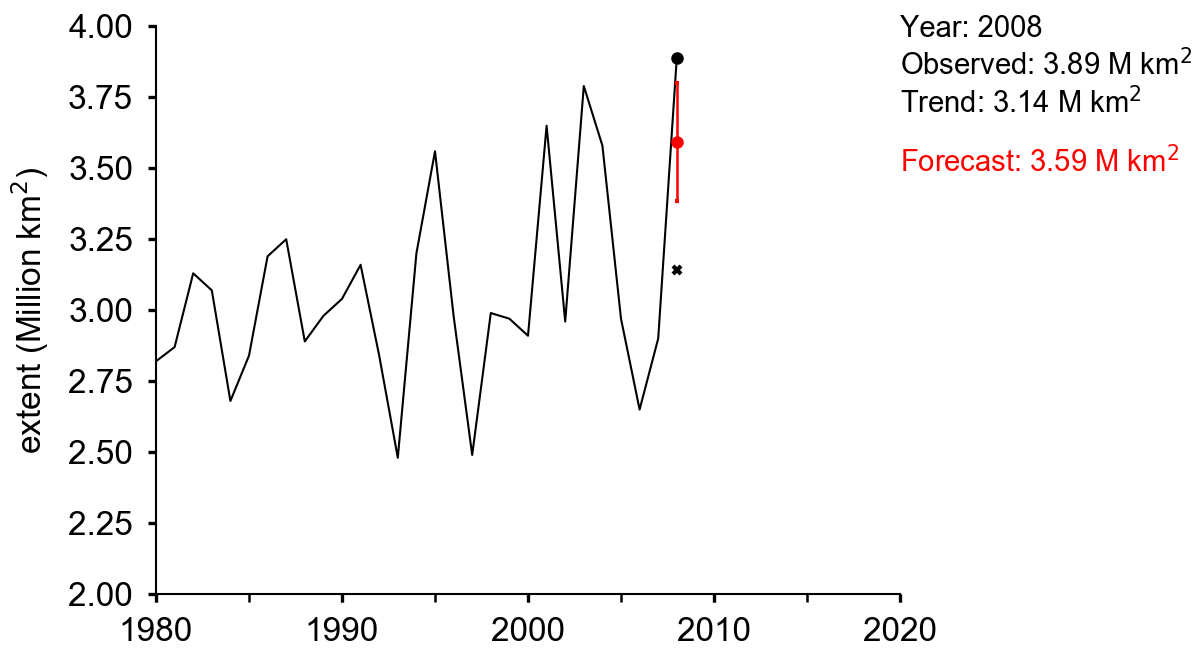 Year: 2008
Observed: 3.89 M km²
Trend: 3.14 M km²
Forecast: 3.59 M km²
extent (Million km²)
4.00
3.75
3.50
3.25
3.00
2.75
2.50
2.25
2.00
1980 1990 2000 2010 2020